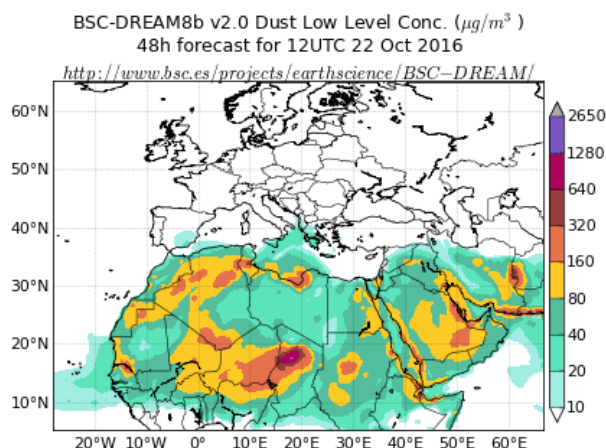 BSC-DREAM8b v2.0 Dust Low Level Conc. (μg/m³ )
48h forecast for 12UTC 22 Oct 2016
http://www.bsc.es/projects/earthscience/BSC−DREAM/
60°N
50°N
40°N
30°N
20°N
10°N
20°W
10°W
0°
10°E
20°E
30°E
40°E
50°E
60°E
2650
1280
640
320
160
80
40
20
10